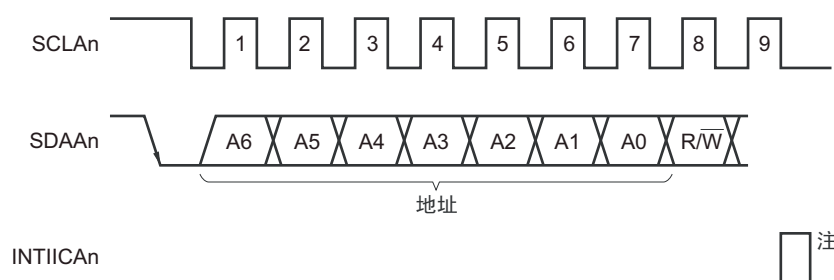 SCLAn 1 2 3 4 5 6 7 8 9
SDAAn A6 A5 A4 A3 A2 A1 A0 R/W̅
地址
注
INTIICAn